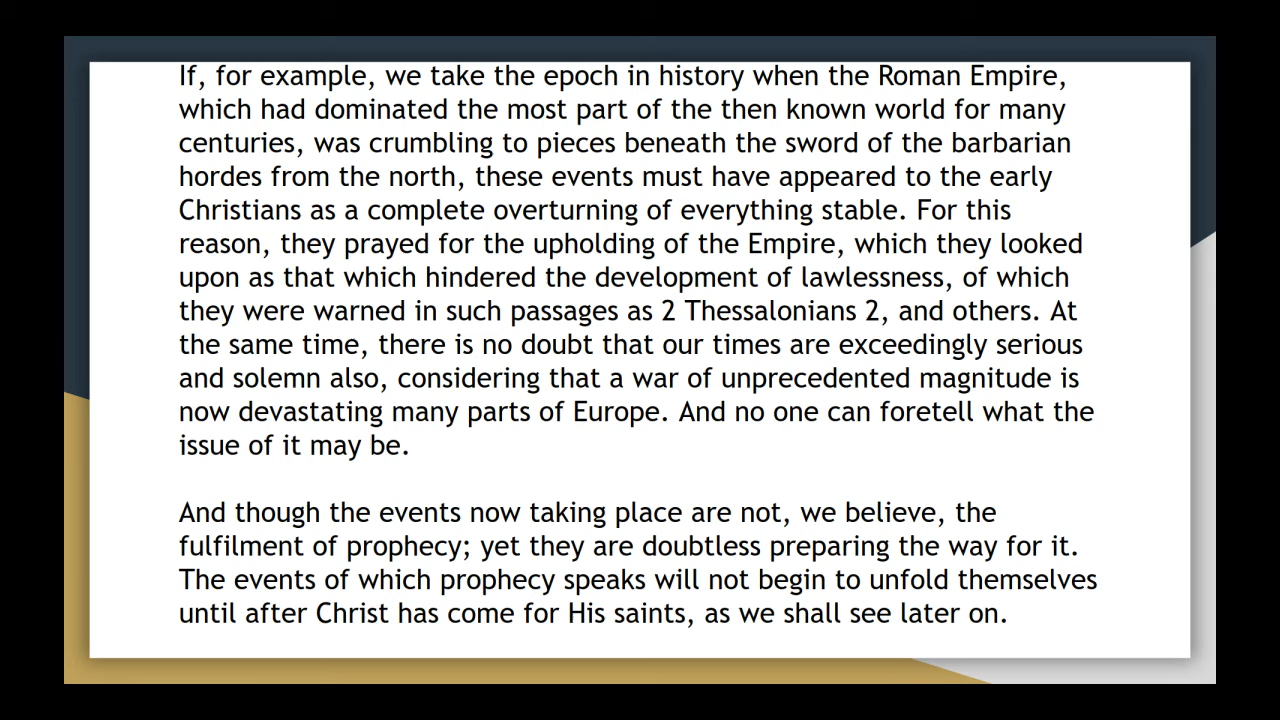 If, for example, we take the epoch in history when the Roman Empire,
which had dominated the most part of the then known world for many
centuries, was crumbling to pieces beneath the sword of the barbarian
hordes from the north, these events must have appeared to the early
Christians as a complete overturning of everything stable. For this
reason, they prayed for the upholding of the Empire, which they looked
upon as that which hindered the development of lawlessness, of which
they were warned in such passages as 2 Thessalonians 2, and others. At
the same time, there is no doubt that our times are exceedingly serious
and solemn also, considering that a war of unprecedented magnitude is
now devastating many parts of Europe. And no one can foretell what the
issue of it may be.

And though the events now taking place are not, we believe, the
fulfilment of prophecy; yet they are doubtless preparing the way for it.
The events of which prophecy speaks will not begin to unfold themselves
until after Christ has come for His saints, as we shall see later on.